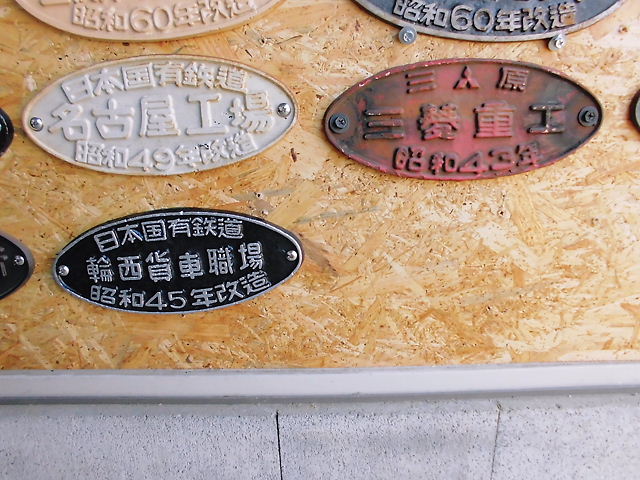 昭和60年改造
昭和60年改造
日本国有鉄道
名古屋工場
昭和49年改造
三原
三菱重工
昭和43年
日本国有鉄道
輪西貨車職場
昭和45年改造